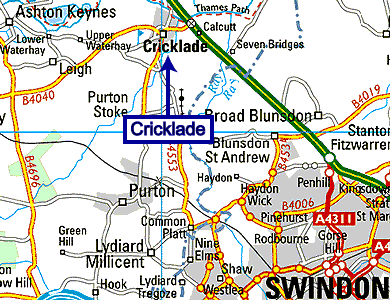 Ashton Keynes
Thames Path
Upper
Waterhay
Cricklade
Calcutt
Lower
Waterhay
Seven Bridges
Leigh
B4040
Purton
Stoke
Broad Blunsdon
B4019
Cricklade
Stanton
Fitzwarren
Blunsdon
St Andrew
B4553
B4696
Haydon
Haydon
Wick
Penhill
Kingsdown
Purton
B4006
Pinehurst
A4311
Common
Platt
Green
Hill
Rodbourne
Gorse
Hill
Nine
Elms
Lydiard
Millicent
Shaw
Hook
Lydiard
Tregoze
Westlea
SWINDON